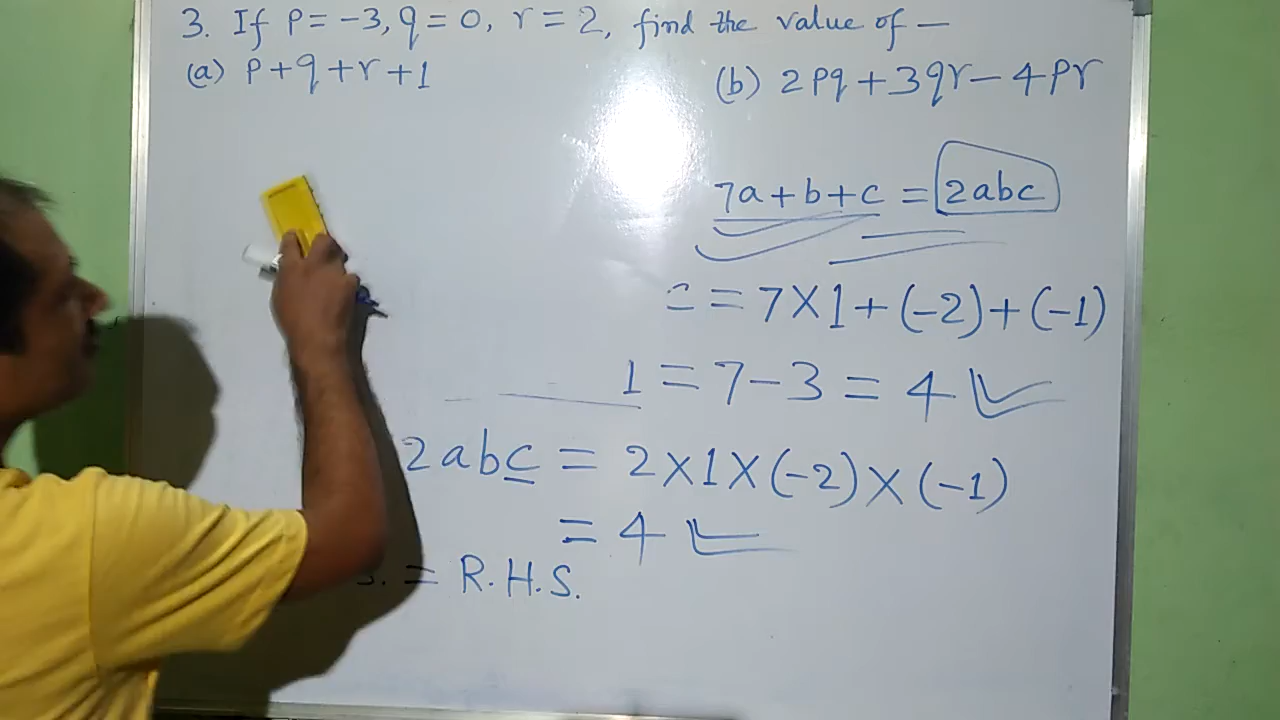 3. If p = -3, q = 0, r = 2, find the value of —
(a) p + q + r + 1
(b) 2pq + 3qr - 4pr
7a + b + c = 2abc
= 7 X 1 + (-2) + (-1)
= 7 - 3 = 4
2abc = 2 X 1 X (-2) X (-1)
= 4
= R.H.S.